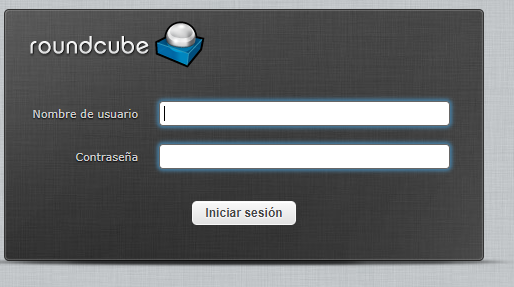 roundcube
Nombre de usuario
Contraseña
Iniciar sesión